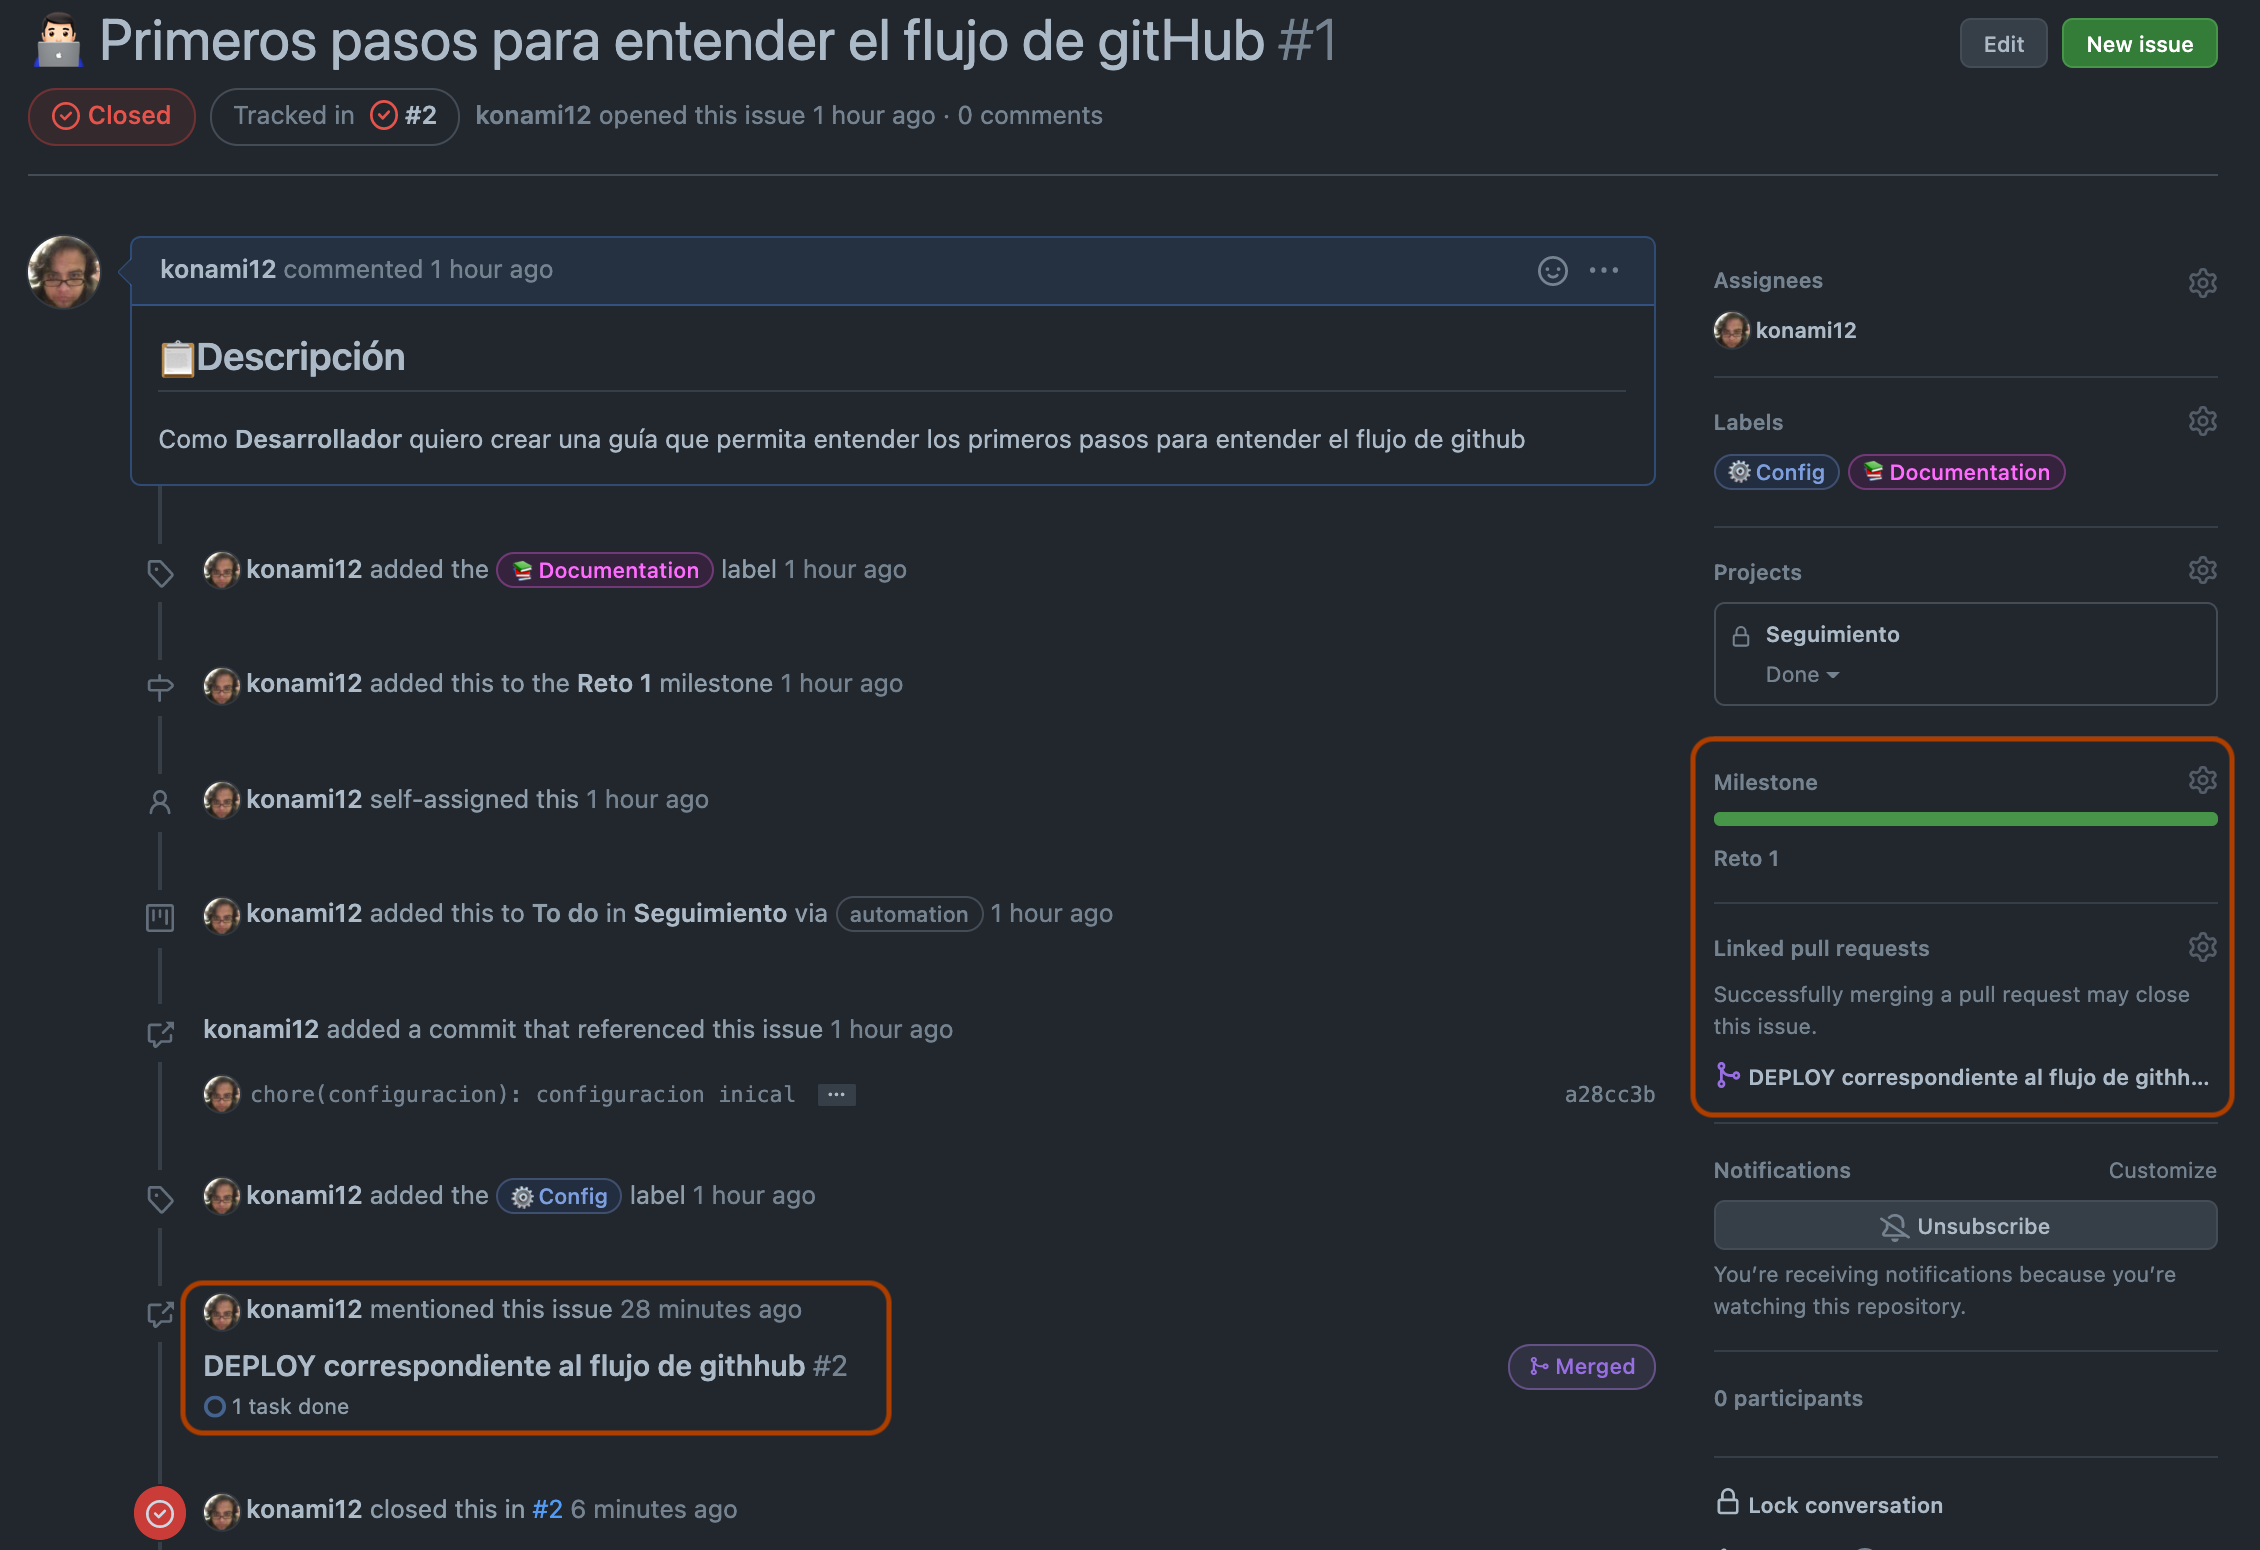 Primeros pasos para entender el flujo de gitHub #1
Edit
New issue
Closed
Tracked in #2
konami12 opened this issue 1 hour ago · 0 comments
konami12 commented 1 hour ago
Descripción
Como Desarrollador quiero crear una guía que permita entender los primeros pasos para entender el flujo de github
konami12 added the Documentation label 1 hour ago
konami12 added this to the Reto 1 milestone 1 hour ago
konami12 self-assigned this 1 hour ago
konami12 added this to To do in Seguimiento via automation 1 hour ago
konami12 added a commit that referenced this issue 1 hour ago
chore(configuracion): configuracion inical ...
a28cc3b
konami12 added the Config label 1 hour ago
konami12 mentioned this issue 28 minutes ago
DEPLOY correspondiente al flujo de githhub #2
Merged
1 task done
konami12 closed this in #2 6 minutes ago
Assignees
konami12
Labels
Config Documentation
Projects
Seguimiento
Done
Milestone
Reto 1
Linked pull requests
Successfully merging a pull request may close
this issue.
DEPLOY correspondiente al flujo de githh...
Notifications
Customize
Unsubscribe
You’re receiving notifications because you’re
watching this repository.
0 participants
Lock conversation